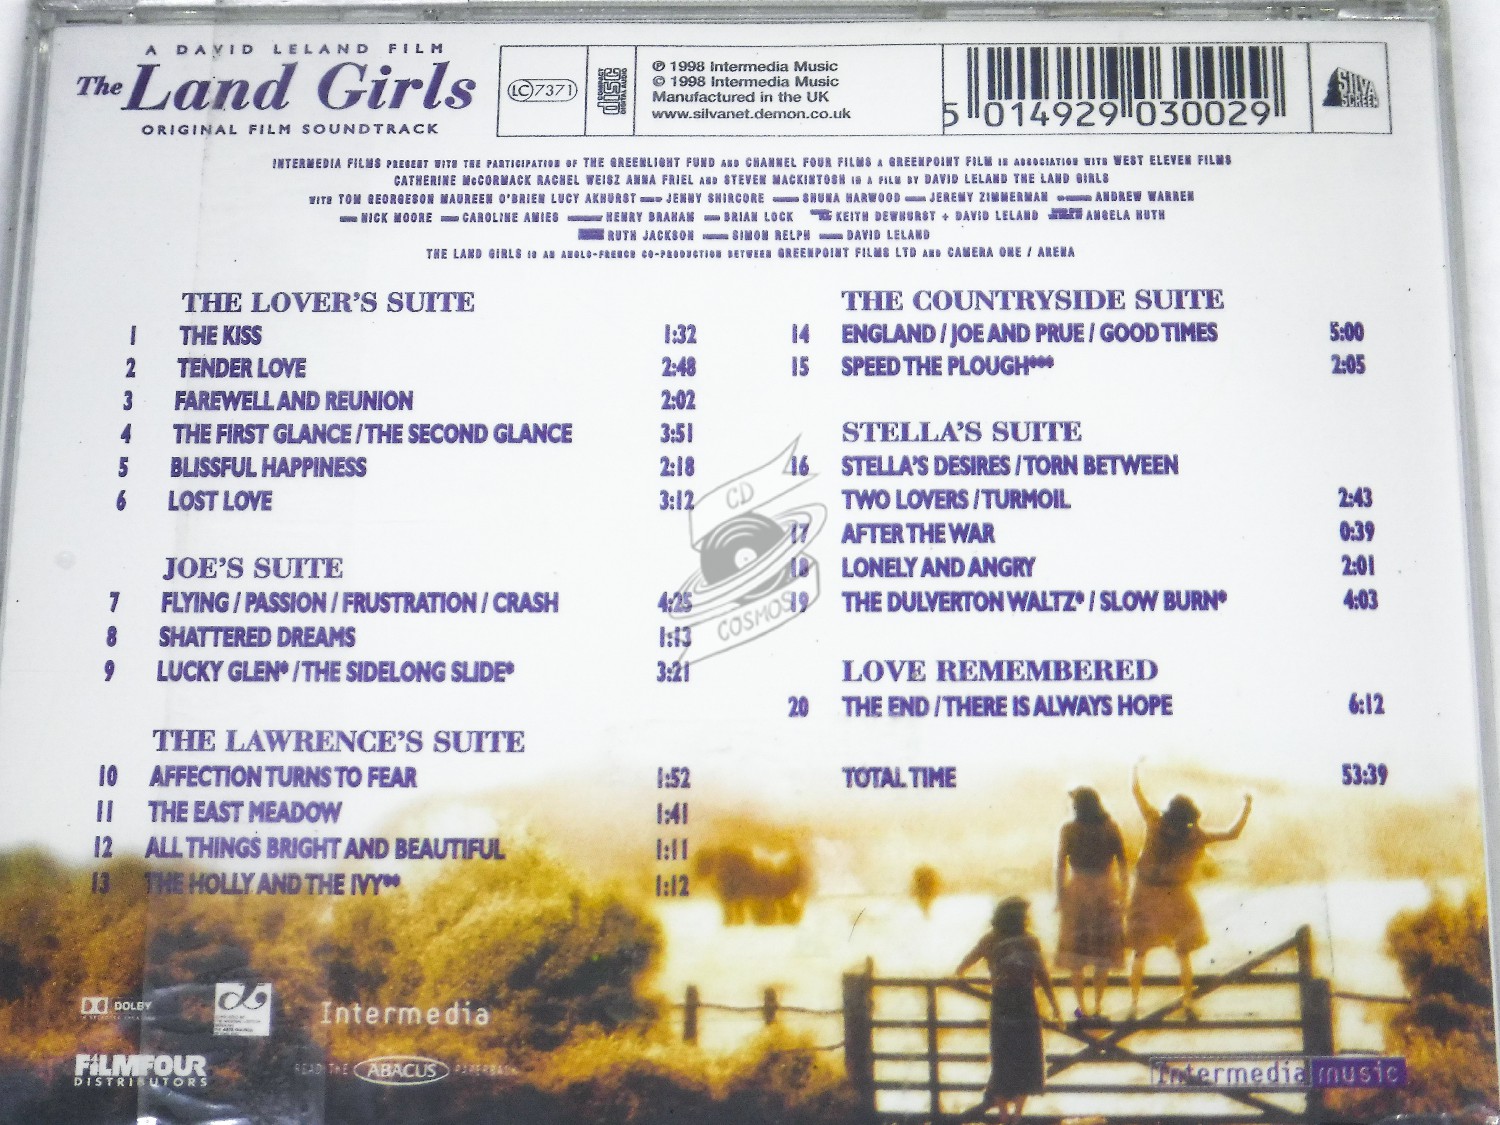 A DAVID LELAND FILM
The Land Girls
ORIGINAL FILM SOUNDTRACK
LC 7371
COMPACT disc DIGITAL AUDIO
℗ 1998 Intermedia Music
© 1998 Intermedia Music
Manufactured in the UK
www.silvanet.demon.co.uk
5 014929 030029
SILVA SCREEN
INTERMEDIA FILMS PRESENT WITH THE PARTICIPATION OF THE GREENLIGHT FUND AND CHANNEL FOUR FILMS A GREENPOINT FILM IN ASSOCIATION WITH WEST ELEVEN FILMS
CATHERINE McCORMACK RACHEL WEISZ ANNA FRIEL AND STEVEN MACKINTOSH IN A FILM BY DAVID LELAND THE LAND GIRLS
WITH TOM GEORGESON MAUREEN O'BRIEN LUCY AKHURST JENNY SHIRCORE SHUNA HARWOOD JEREMY ZIMMERMAN ANDREW WARREN
NICK MOORE CAROLINE AMIES HENRY BRAHAM BRIAN LOCK KEITH DEWHURST + DAVID LELAND ANGELA HUTH
RUTH JACKSON SIMON RELPH DAVID LELAND
THE LAND GIRLS IS AN ANGLO-FRENCH CO-PRODUCTION BETWEEN GREENPOINT FILMS LTD AND CAMERA ONE / ARENA
THE LOVER'S SUITE
1 THE KISS 1:32
2 TENDER LOVE 2:48
3 FAREWELL AND REUNION 2:02
4 THE FIRST GLANCE / THE SECOND GLANCE 3:51
5 BLISSFUL HAPPINESS 2:18
6 LOST LOVE 3:12
JOE'S SUITE
7 FLYING / PASSION / FRUSTRATION / CRASH 4:25
8 SHATTERED DREAMS 1:13
9 LUCKY GLEN* / THE SIDELONG SLIDE* 3:21
THE LAWRENCE'S SUITE
10 AFFECTION TURNS TO FEAR 1:52
11 THE EAST MEADOW 1:41
12 ALL THINGS BRIGHT AND BEAUTIFUL 1:11
13 THE HOLLY AND THE IVY** 1:12
THE COUNTRYSIDE SUITE
14 ENGLAND / JOE AND PRUE / GOOD TIMES 5:00
15 SPEED THE PLOUGH*** 2:05
STELLA'S SUITE
16 STELLA'S DESIRES / TORN BETWEEN
TWO LOVERS / TURMOIL 2:43
17 AFTER THE WAR 0:39
18 LONELY AND ANGRY 2:01
19 THE DULVERTON WALTZ* / SLOW BURN* 4:03
LOVE REMEMBERED
20 THE END / THERE IS ALWAYS HOPE 6:12
TOTAL TIME 53:39
CD
COSMOS
DOLBY
Intermedia
FILMFOUR
DISTRIBUTORS
READ THE ABACUS PAPERBACK
Intermedia music